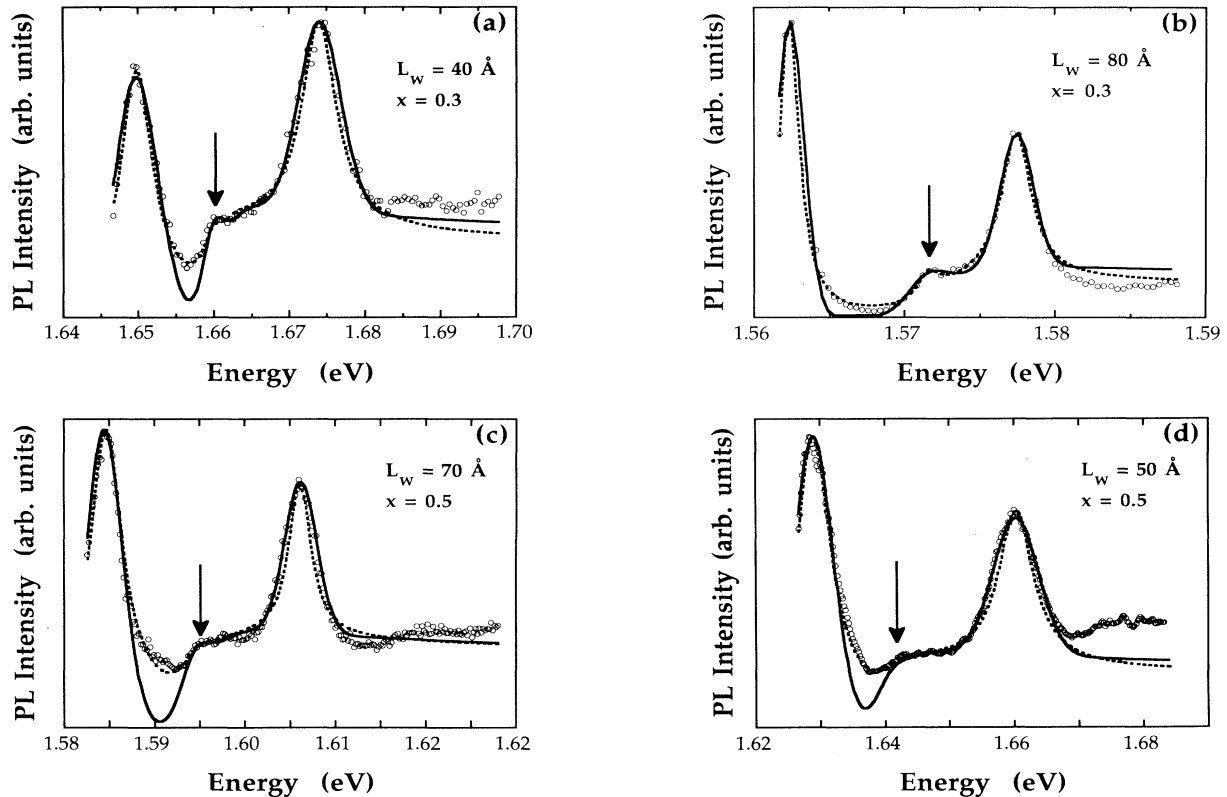 (a)
PL Intensity (arb. units)
L_w = 40 Å
x = 0.3
1.64 1.65 1.66 1.67 1.68 1.69 1.70
Energy (eV)
(b)
PL Intensity (arb. units)
L_w = 80 Å
x= 0.3
1.56 1.57 1.58 1.59
Energy (eV)
(c)
PL Intensity (arb. units)
L_w = 70 Å
x = 0.5
1.58 1.59 1.60 1.61 1.62 1.62
Energy (eV)
(d)
PL Intensity (arb. units)
L_w = 50 Å
x = 0.5
1.62 1.64 1.66 1.68
Energy (eV)